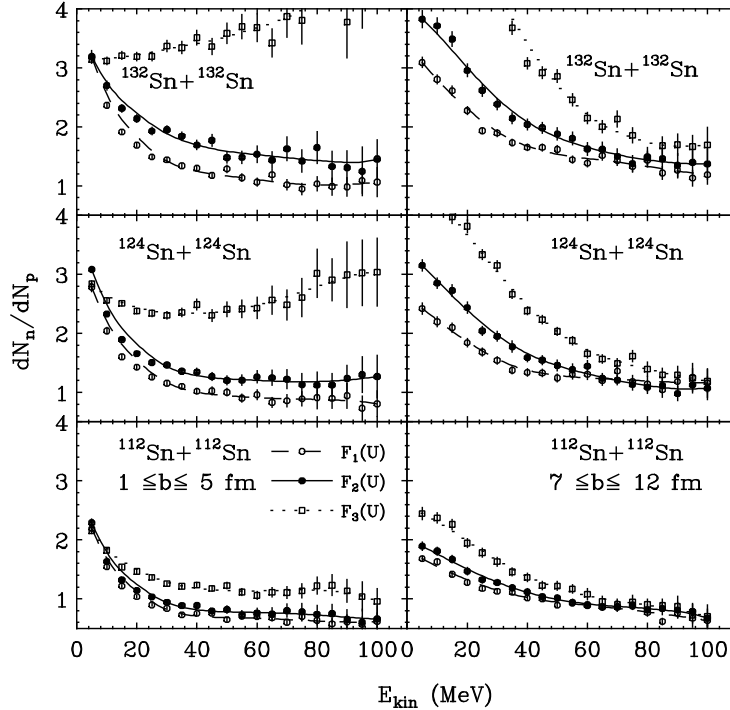 4
3
2
1
¹³²Sn+¹³²Sn
¹³²Sn+¹³²Sn
4
3
2
1
¹²⁴Sn+¹²⁴Sn
¹²⁴Sn+¹²⁴Sn
dNₙ/dNₚ
4
3
2
1
¹¹²Sn+¹¹²Sn
1 ≤b≤ 5 fm
F₁(U)
F₂(U)
F₃(U)
¹¹²Sn+¹¹²Sn
7 ≤b≤ 12 fm
0 20 40 60 80 100 0 20 40 60 80 100
E_kin (MeV)